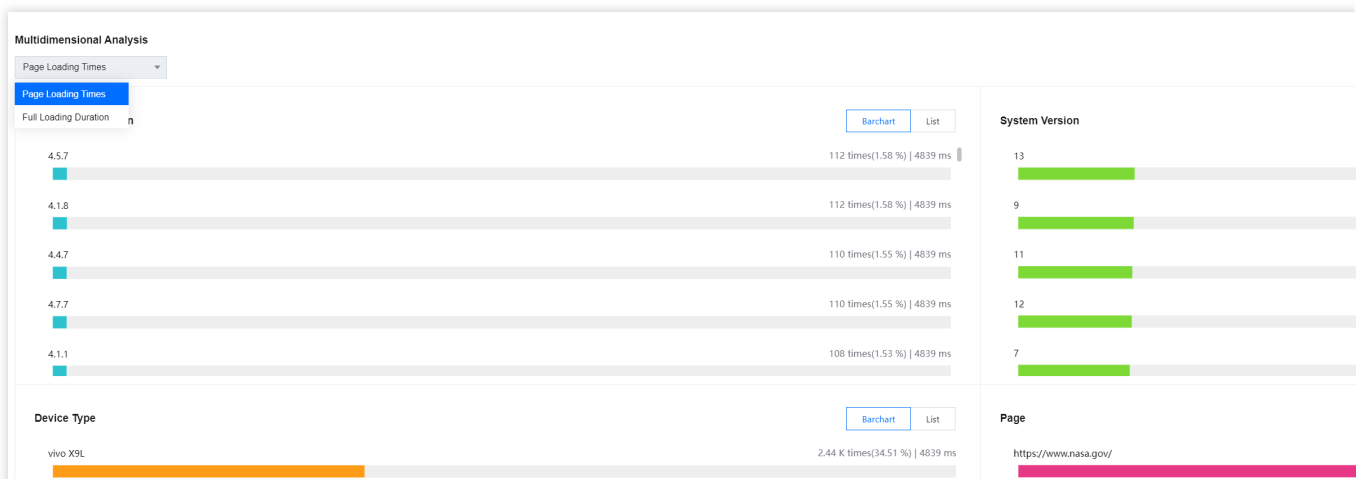 Multidimensional Analysis
Page Loading Times
Page Loading Times
Full Loading Duration
Barchart List
System Version
4.5.7 112 times(1.58 %) | 4839 ms
13
4.1.8 112 times(1.58 %) | 4839 ms
9
4.4.7 110 times(1.55 %) | 4839 ms
11
4.7.7 110 times(1.55 %) | 4839 ms
12
4.1.1 108 times(1.53 %) | 4839 ms
7
Device Type Barchart List
Page
vivo X9L 2.44 K times(34.51 %) | 4839 ms
https://www.nasa.gov/